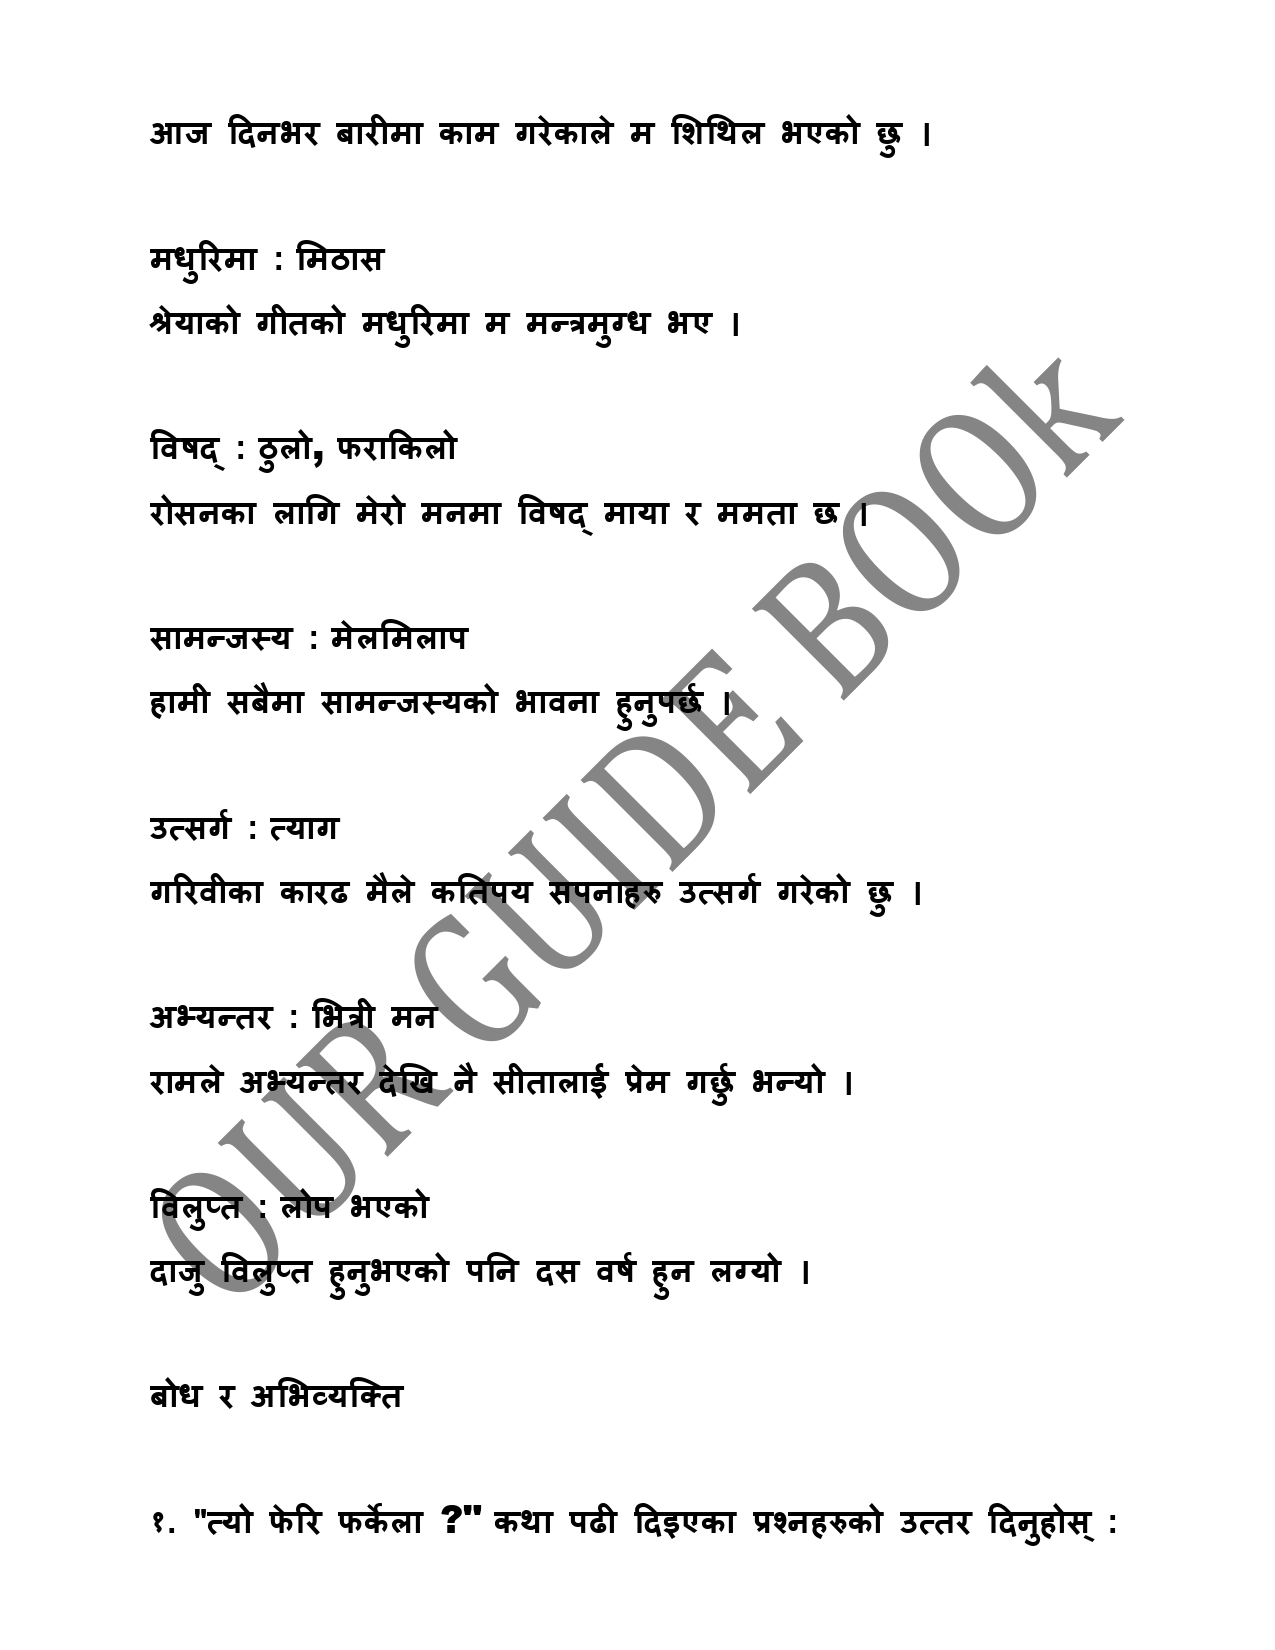 आज दिनभर बारीमा काम गरेकाले म शिथिल भएको छु ।
मधुरिमा : मिठास
श्रेयाको गीतको मधुरिमा म मन्त्रमुग्ध भए ।
विषद् : ठुलो, फराकिलो
रोसनका लागि मेरो मनमा विषद् माया र ममता छ ।
सामन्जस्य : मेलमिलाप
हामी सबैमा सामन्जस्यको भावना हुनुपर्छ ।
उत्सर्ग : त्याग
गरिवीका कारढ मैले कतिपय सपनाहरु उत्सर्ग गरेको छु ।
अभ्यन्तर : भित्री मन
रामले अभ्यन्तर देखि नै सीतालाई प्रेम गर्छु भन्यो ।
विलुप्त : लोप भएको
दाजु विलुप्त हुनुभएको पनि दस वर्ष हुन लग्यो ।
बोध र अभिव्यक्ति
१. "त्यो फेरि फर्केला ?" कथा पढी दिइएका प्रश्नहरुको उत्तर दिनुहोस् :
OUR GUIDE BOOk